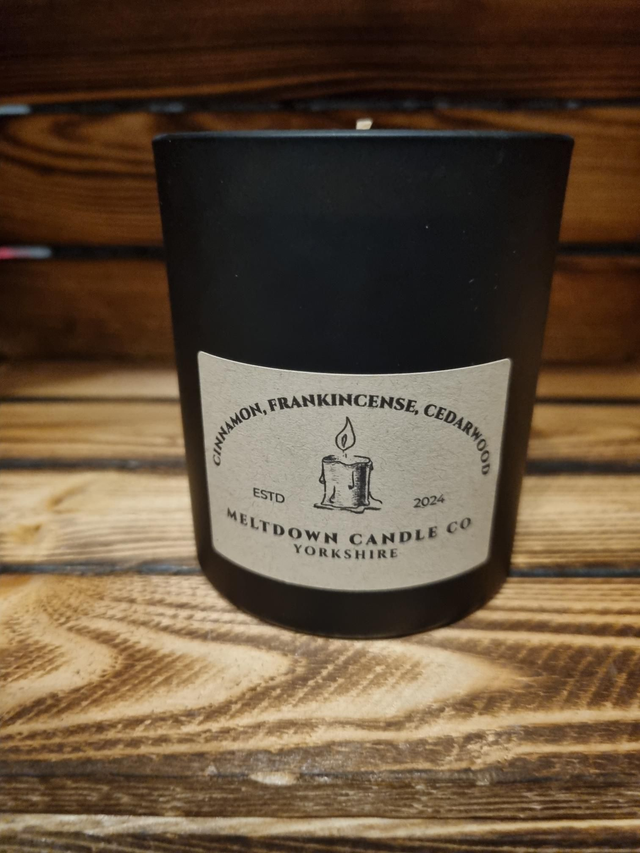 CINNAMON, FRANKINCENSE, CEDARWOOD
ESTD 2024
MELTDOWN CANDLE CO
YORKSHIRE